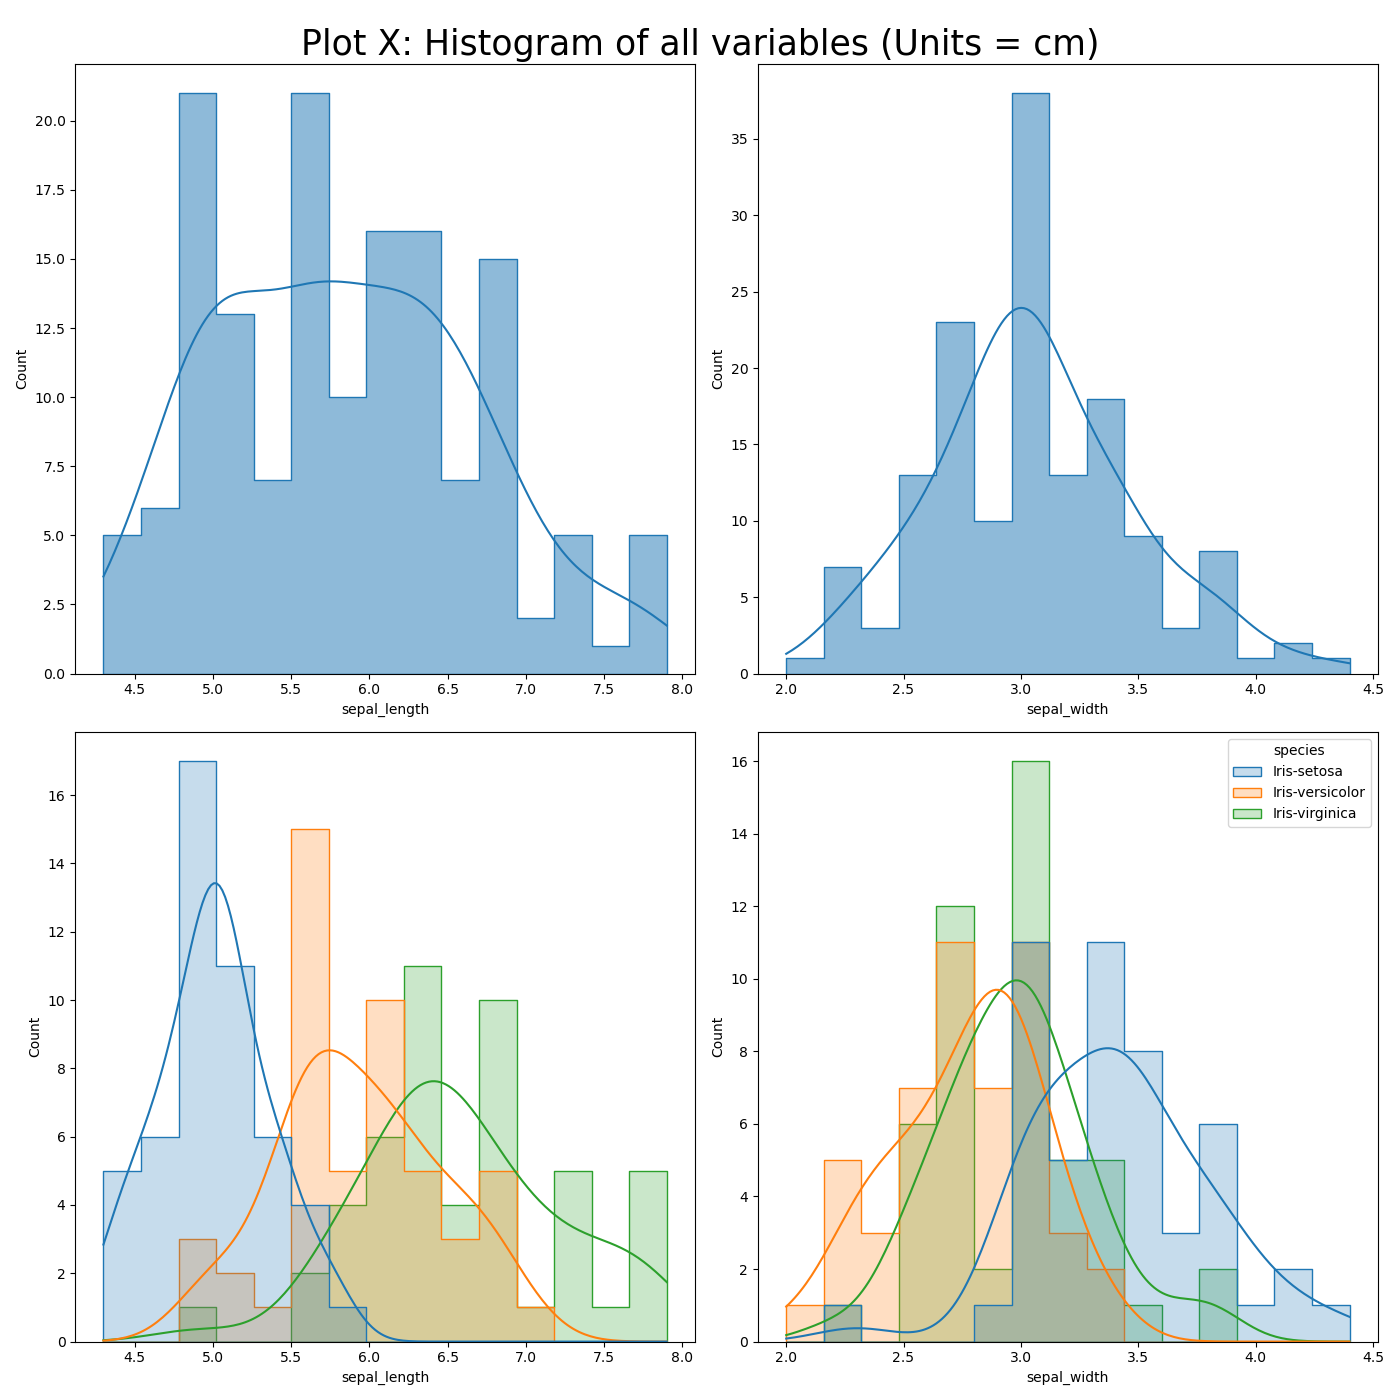 Plot X: Histogram of all variables (Units = cm)
Count
20.0
17.5
15.0
12.5
10.0
7.5
5.0
2.5
0.0
4.5 5.0 5.5 6.0 6.5 7.0 7.5 8.0
sepal_length
Count
35
30
25
20
15
10
5
0
2.0 2.5 3.0 3.5 4.0 4.5
sepal_width
Count
16
14
12
10
8
6
4
2
0
4.5 5.0 5.5 6.0 6.5 7.0 7.5 8.0
sepal_length
Count
16
14
12
10
8
6
4
2
0
2.0 2.5 3.0 3.5 4.0 4.5
sepal_width
species
Iris-setosa
Iris-versicolor
Iris-virginica